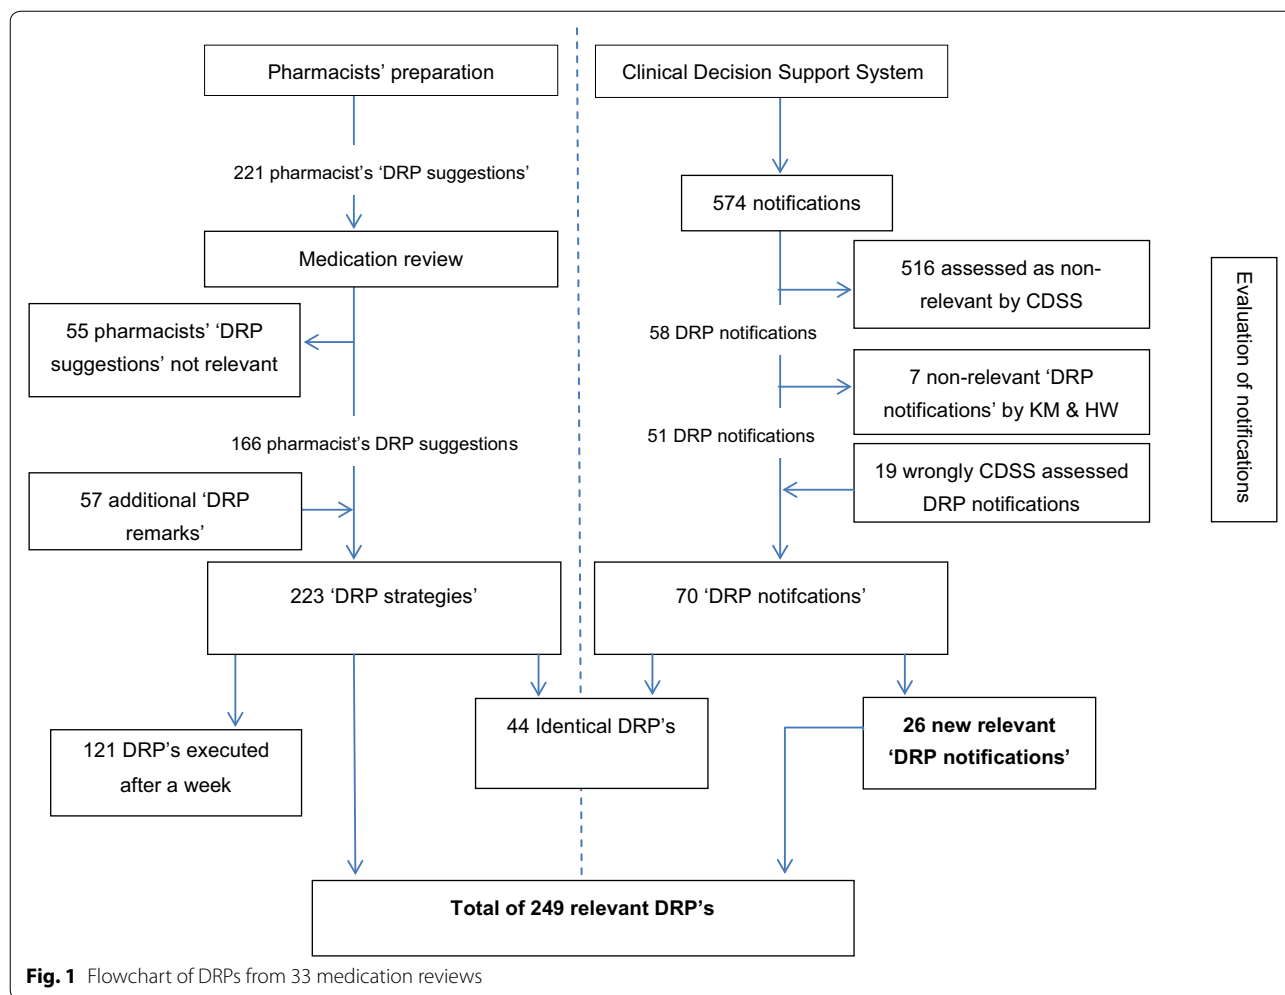 Pharmacists’ preparation
221 pharmacist’s ‘DRP suggestions’
Medication review
55 pharmacists’ ‘DRP
suggestions’ not relevant
166 pharmacist’s DRP suggestions
57 additional ‘DRP
remarks’
223 ‘DRP strategies’
121 DRP’s executed
after a week
Clinical Decision Support System
574 notifications
516 assessed as non-
relevant by CDSS
58 DRP notifications
7 non-relevant ‘DRP
notifications’ by KM & HW
51 DRP notifications
19 wrongly CDSS assessed
DRP notifications
70 ‘DRP notifcations’
44 Identical DRP’s
26 new relevant
‘DRP notifications’
Evaluation of notifications
Total of 249 relevant DRP’s
Fig. 1 Flowchart of DRPs from 33 medication reviews